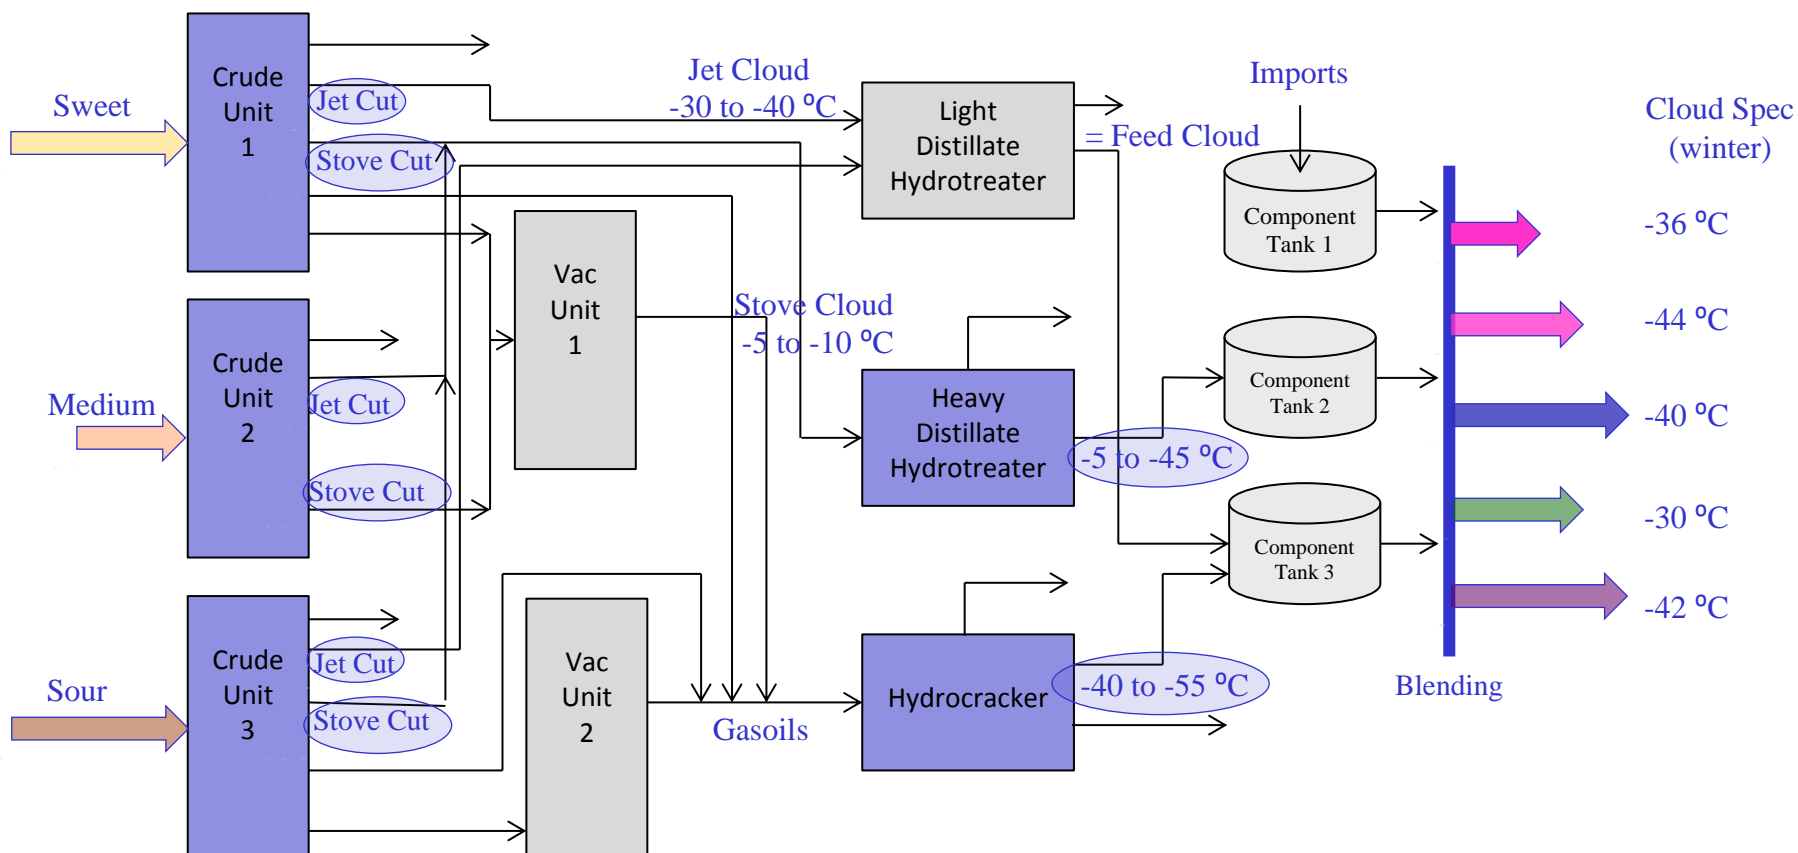 Sweet
Crude
Unit
1
Jet Cut
Stove Cut
Medium
Crude
Unit
2
Jet Cut
Stove Cut
Sour
Crude
Unit
3
Jet Cut
Stove Cut
Vac
Unit
1
Vac
Unit
2
Jet Cloud
-30 to -40 ºC
Stove Cloud
-5 to -10 ºC
Gasoils
Light
Distillate
Hydrotreater
= Feed Cloud
Heavy
Distillate
Hydrotreater
-5 to -45 ºC
Hydrocracker
-40 to -55 ºC
Imports
Component
Tank 1
Component
Tank 2
Component
Tank 3
Blending
Cloud Spec
(winter)
-36 ºC
-44 ºC
-40 ºC
-30 ºC
-42 ºC